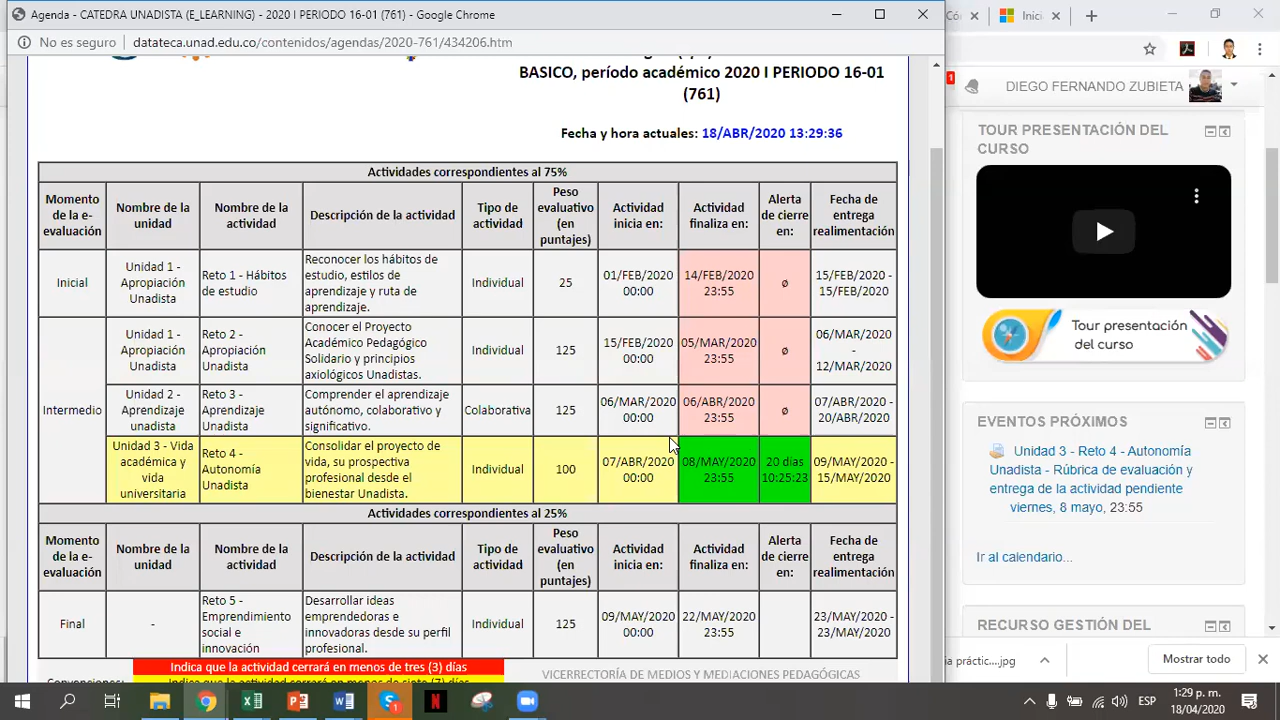 Agenda - CATEDRA UNADISTA (E_LEARNING) - 2020 I PERIODO 16-01 (761) - Google Chrome
No es seguro
datateca.unad.edu.co/contenidos/agendas/2020-761/434206.htm
BASICO, período académico 2020 I PERIODO 16-01
(761)
Fecha y hora actuales: 18/ABR/2020 13:29:36
Actividades correspondientes al 75%
Momento
de la e-
evaluación
Nombre de la
unidad
Nombre de la
actividad
Descripción de la actividad
Tipo de
actividad
Peso
evaluativo
(en
puntajes)
Actividad
inicia en:
Actividad
finaliza en:
Alerta
de cierre
en:
Fecha de
entrega
realimentación
Inicial
Unidad 1 -
Apropiación
Unadista
Reto 1 - Hábitos
de estudio
Reconocer los hábitos de
estudio, estilos de
aprendizaje y ruta de
aprendizaje.
Individual
25
01/FEB/2020
00:00
14/FEB/2020
23:55
ø
15/FEB/2020 -
15/FEB/2020
Intermedio
Unidad 1 -
Apropiación
Unadista
Reto 2 -
Apropiación
Unadista
Conocer el Proyecto
Académico Pedagógico
Solidario y principios
axiológicos Unadistas.
Individual
125
15/FEB/2020
00:00
05/MAR/2020
23:55
ø
06/MAR/2020
-
12/MAR/2020
Unidad 2 -
Aprendizaje
unadista
Reto 3 -
Aprendizaje
Unadista
Comprender el aprendizaje
autónomo, colaborativo y
significativo.
Colaborativa
125
06/MAR/2020
00:00
06/ABR/2020
23:55
ø
07/ABR/2020 -
20/ABR/2020
Unidad 3 - Vida
académica y
vida
universitaria
Reto 4 -
Autonomía
Unadista
Consolidar el proyecto de
vida, su prospectiva
profesional desde el
bienestar Unadista.
Individual
100
07/ABR/2020
00:00
08/MAY/2020
23:55
20 dias
10:25:23
09/MAY/2020 -
15/MAY/2020
Actividades correspondientes al 25%
Momento
de la e-
evaluación
Nombre de la
unidad
Nombre de la
actividad
Descripción de la actividad
Tipo de
actividad
Peso
evaluativo
(en
puntajes)
Actividad
inicia en:
Actividad
finaliza en:
Alerta
de cierre
en:
Fecha de
entrega
realimentación
Final
-
Reto 5 -
Emprendimiento
social e
innovación
Desarrollar ideas
emprendedoras e
innovadoras desde su perfil
profesional.
Individual
125
09/MAY/2020
00:00
22/MAY/2020
23:55
23/MAY/2020 -
23/MAY/2020
Indica que la actividad cerrará en menos de tres (3) días
Convenciones:
Indica que la actividad cerrará en menos de siete (7) días
VICERRECTORÍA DE MEDIOS Y MEDIACIONES PEDAGÓGICAS
Inici
DIEGO FERNANDO ZUBIETA
TOUR PRESENTACIÓN DEL
CURSO
Tour presentación
del curso
EVENTOS PRÓXIMOS
Unidad 3 - Reto 4 - Autonomía
Unadista - Rúbrica de evaluación y
entrega de la actividad pendiente
viernes, 8 mayo, 23:55
Ir al calendario...
RECURSO GESTIÓN DEL
ia práctic....jpg
Mostrar todo
ESP
1:29 p. m.
18/04/2020